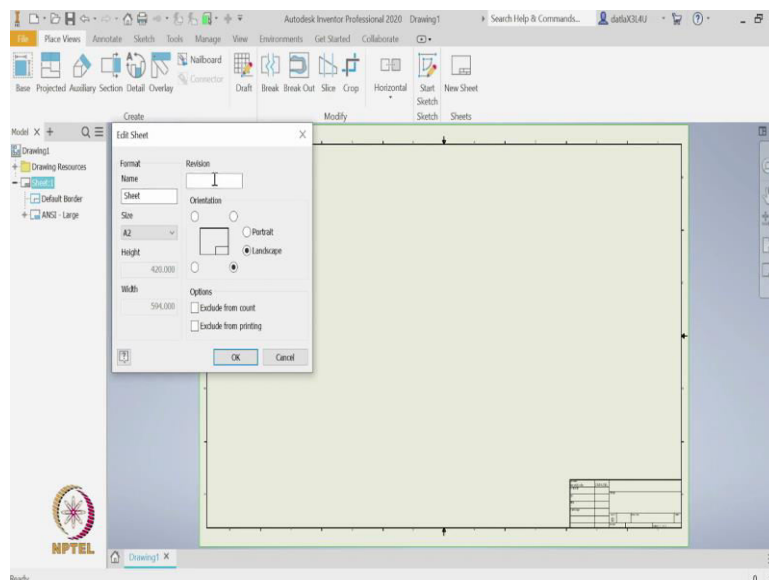 Autodesk Inventor Professional 2020 Drawing1 Search Help & Commands... datlaX3L4U
File Place Views Annotate Sketch Tools Manage View Environments Get Started Collaborate
Nailboard
Connector
Base Projected Auxiliary Section Detail Overlay Draft Break Break Out Slice Crop Horizontal Start Sketch New Sheet
Create Modify Sketch Sheets
Model X +
Drawing1
Drawing Resources
Sheet:1
Default Border
ANSI - Large
Edit Sheet
Format
Name
Sheet
Size
A2
Height
420.000
Width
594.000
Revision
Orientation
Portrait
Landscape
Options
Exclude from count
Exclude from printing
OK Cancel
NPTEL
Drawing1 X
Ready 0